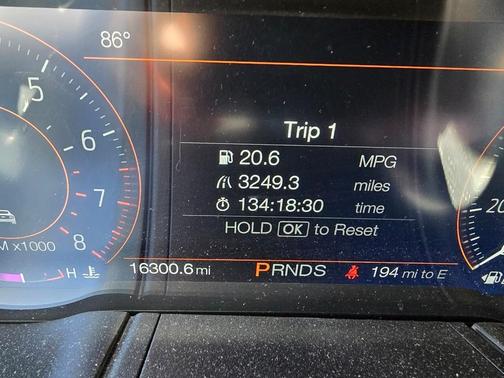 86°
5
6
7
8
M x1000
H
Trip 1
20.6 MPG
3249.3 miles
134:18:30 time
HOLD OK to Reset
16300.6 mi PRNDS 194 mi to E